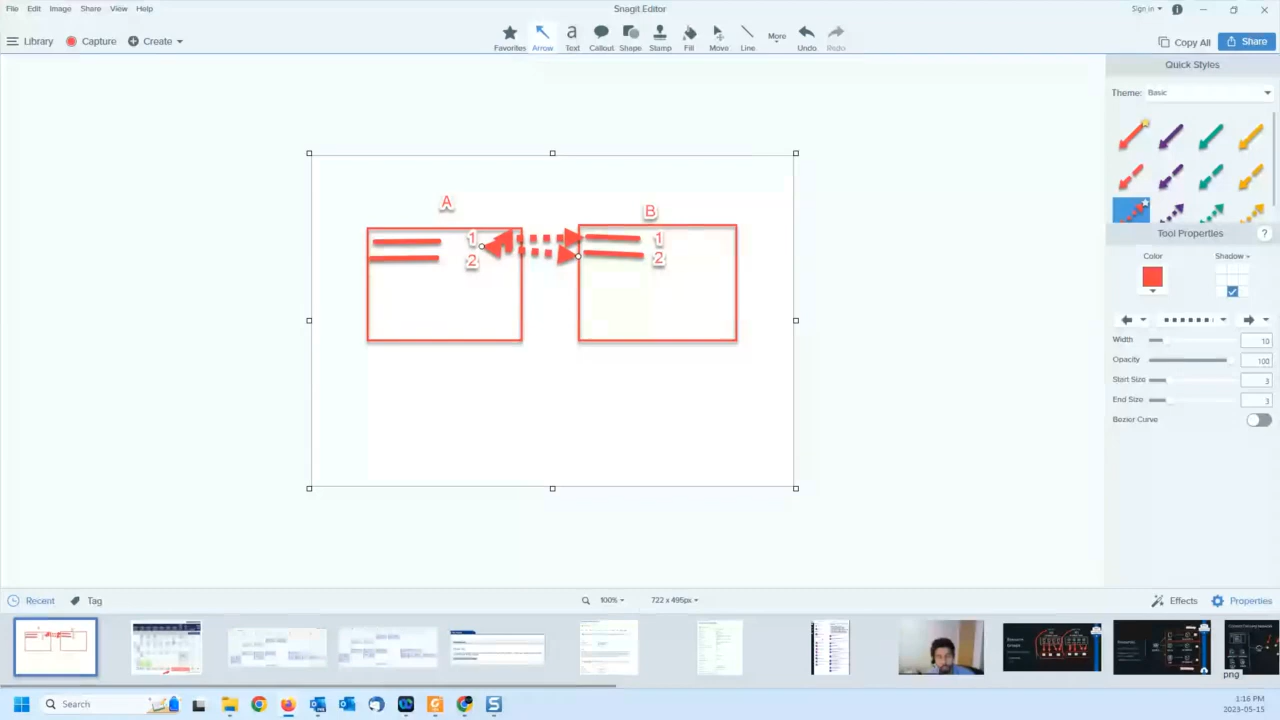 File Edit Image Share View Help
Snagit Editor
Sign in
Library
Capture
Create
Favorites
Arrow
Text
Callout
Shape
Stamp
Fill
Move
Line
More
Undo
Redo
Copy All
Share
Quick Styles
Theme: Basic
A
B
1
2
1
2
Tool Properties
?
Color
Shadow
Width 10
Opacity 100
Start Size 3
End Size 3
Bezier Curve
Recent
Tag
100%
722 x 495px
Effects
Properties
png
Search
1:16 PM
2023-05-15